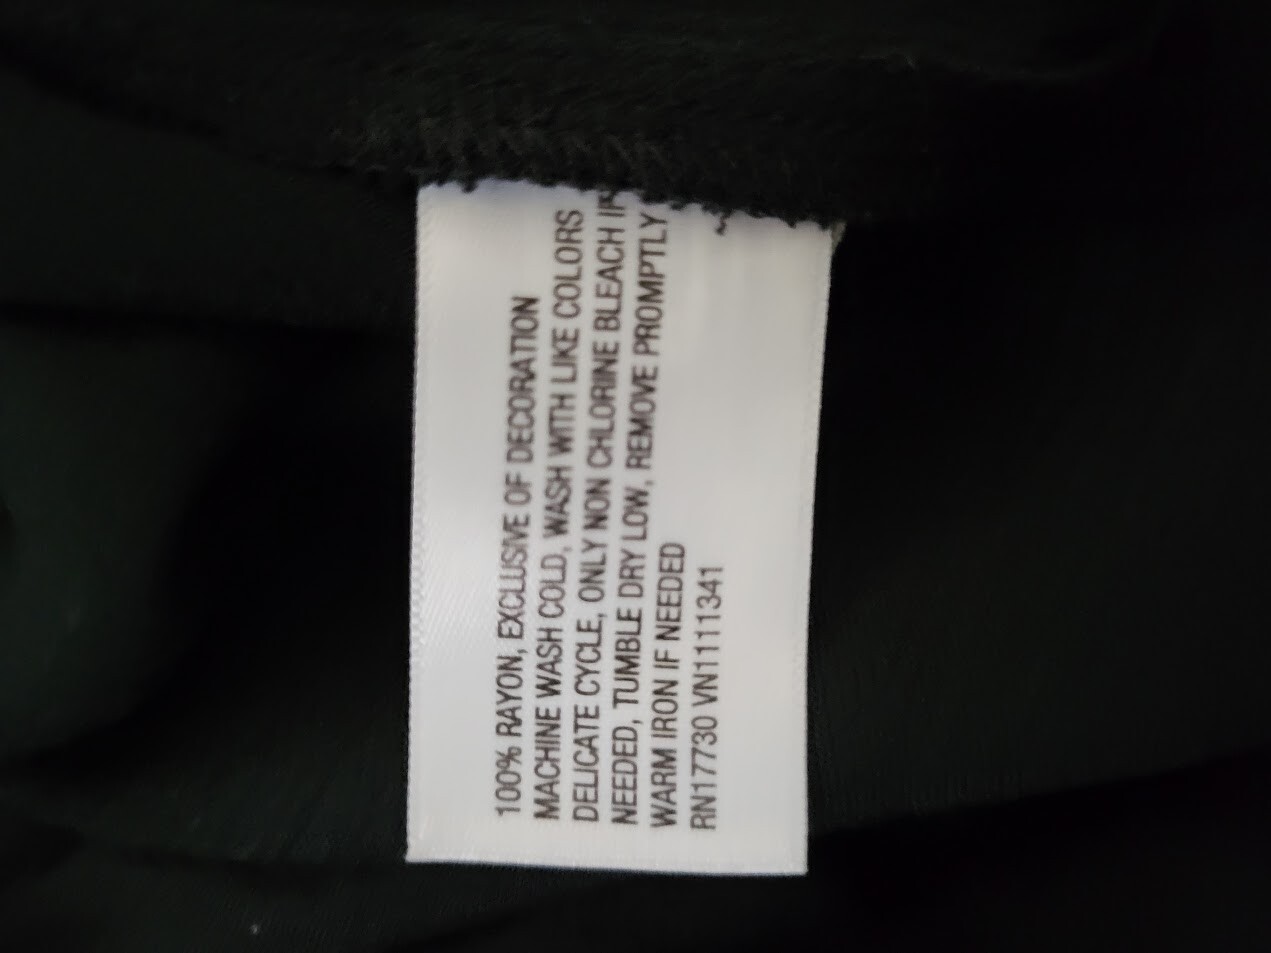 100% RAYON, EXCLUSIVE OF DECORATION
MACHINE WASH COLD, WASH WITH LIKE COLORS
DELICATE CYCLE, ONLY NON CHLORINE BLEACH IF
NEEDED, TUMBLE DRY LOW, REMOVE PROMPTLY
WARM IRON IF NEEDED
RN17730 VN1111341